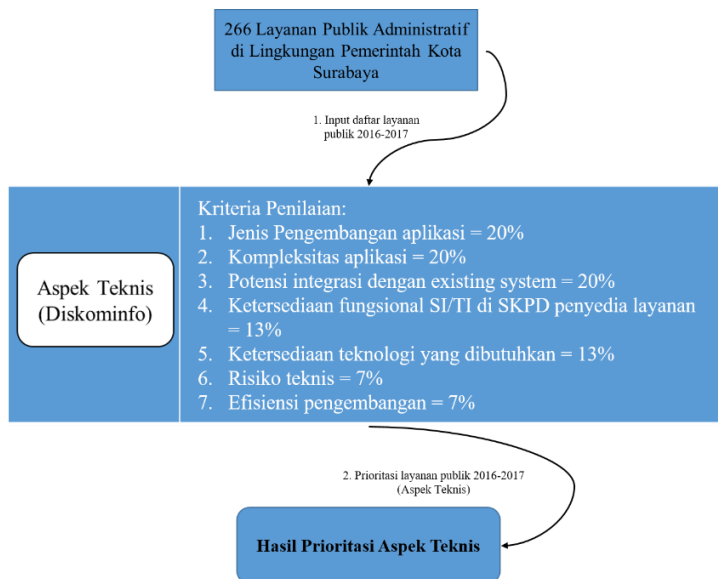 266 Layanan Publik Administratif
di Lingkungan Pemerintah Kota
Surabaya
1. Input daftar layanan
publik 2016-2017
Aspek Teknis
(Diskominfo)
Kriteria Penilaian:
1. Jenis Pengembangan aplikasi = 20%
2. Kompleksitas aplikasi = 20%
3. Potensi integrasi dengan existing system = 20%
4. Ketersediaan fungsional SI/TI di SKPD penyedia layanan
= 13%
5. Ketersediaan teknologi yang dibutuhkan = 13%
6. Risiko teknis = 7%
7. Efisiensi pengembangan = 7%
2. Prioritasi layanan publik 2016-2017
(Aspek Teknis)
Hasil Prioritasi Aspek Teknis